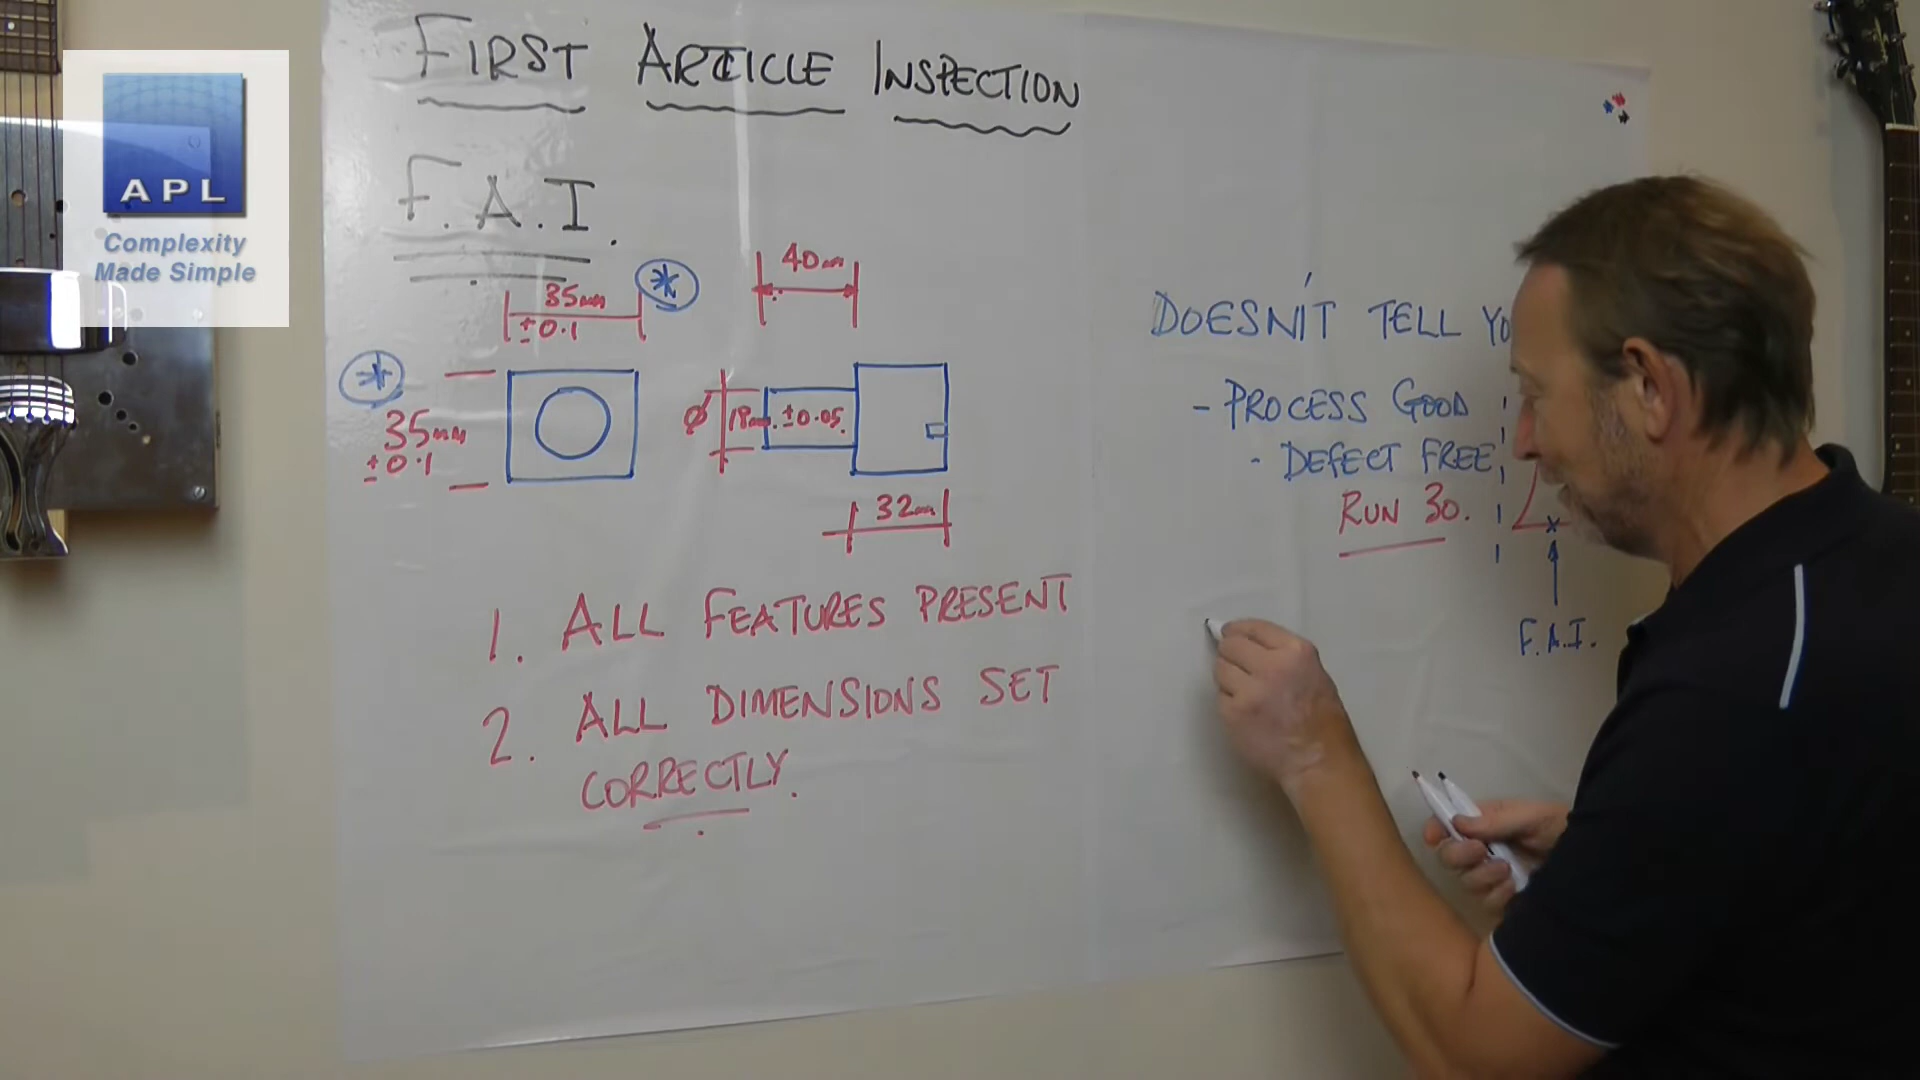 FIRST ARTICLE INSPECTION
F.A.I.
APL
Complexity
Made Simple
35mm
±0.1
*
40mm
*
35mm
±0.1
Ø 18mm. ±0.05.
32mm
1. ALL FEATURES PRESENT
2. ALL DIMENSIONS SET
CORRECTLY.
DOESN'T TELL YO
- PROCESS GOOD
- DEFECT FREE
RUN 30.
x
F.A.I.